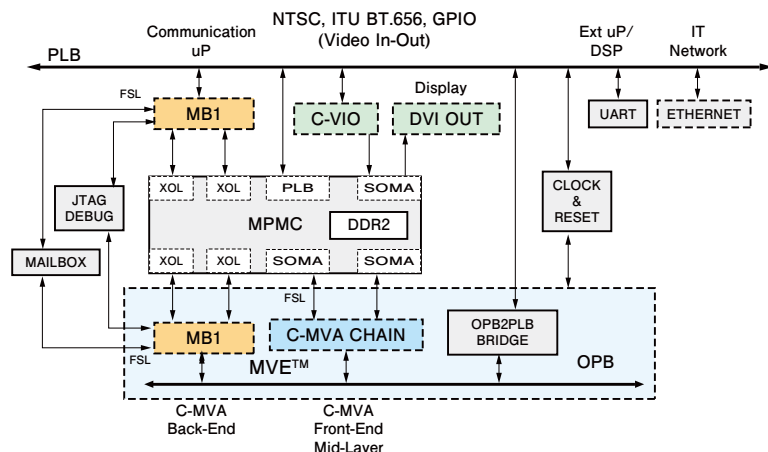 NTSC, ITU BT.656, GPIO
(Video In-Out)
Communication
uP
Ext uP/
DSP
IT
Network
PLB
FSL
Display
MB1
C-VIO
DVI OUT
UART
ETHERNET
XOL
XOL
PLB
SOMA
JTAG
DEBUG
MPMC
DDR2
CLOCK
&
RESET
MAILBOX
XOL
XOL
SOMA
SOMA
FSL
MB1
C-MVA CHAIN
OPB2PLB
BRIDGE
FSL
MVE™
OPB
C-MVA
Back-End
C-MVA
Front-End
Mid-Layer